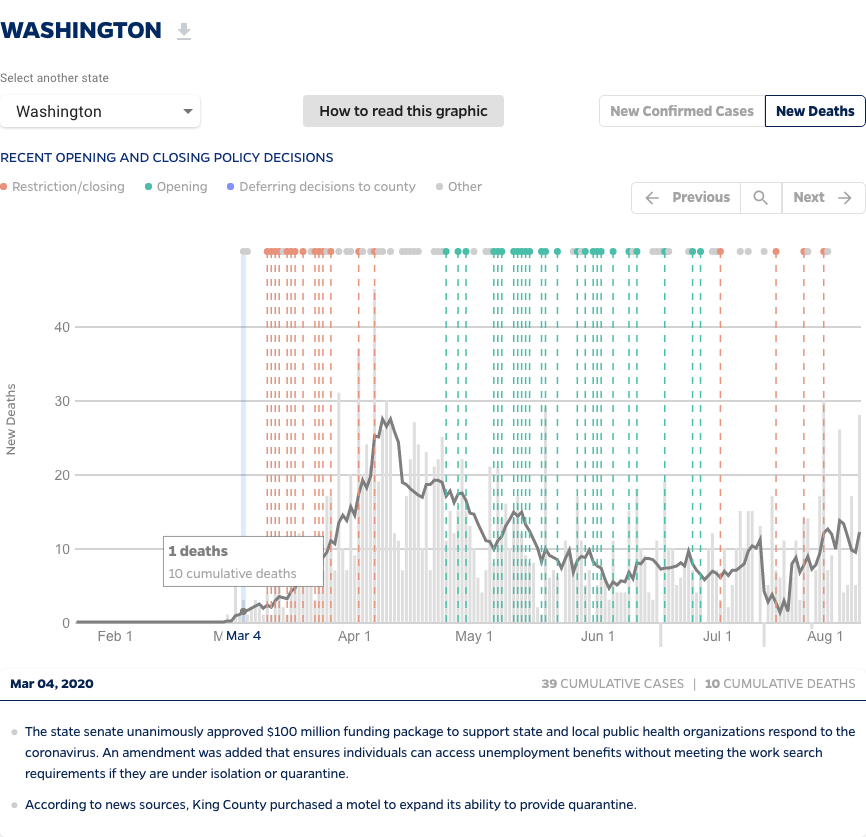 WASHINGTON
Select another state
Washington
How to read this graphic
New Confirmed Cases
New Deaths
RECENT OPENING AND CLOSING POLICY DECISIONS
Restriction/closing
Opening
Deferring decisions to county
Other
Previous
Next
New Deaths
40
30
20
10
0
1 deaths
10 cumulative deaths
Feb 1
M
Mar 4
Apr 1
May 1
Jun 1
Jul 1
Aug 1
Mar 04, 2020
39 CUMULATIVE CASES | 10 CUMULATIVE DEATHS
The state senate unanimously approved $100 million funding package to support state and local public health organizations respond to the
coronavirus. An amendment was added that ensures individuals can access unemployment benefits without meeting the work search
requirements if they are under isolation or quarantine.
According to news sources, King County purchased a motel to expand its ability to provide quarantine.